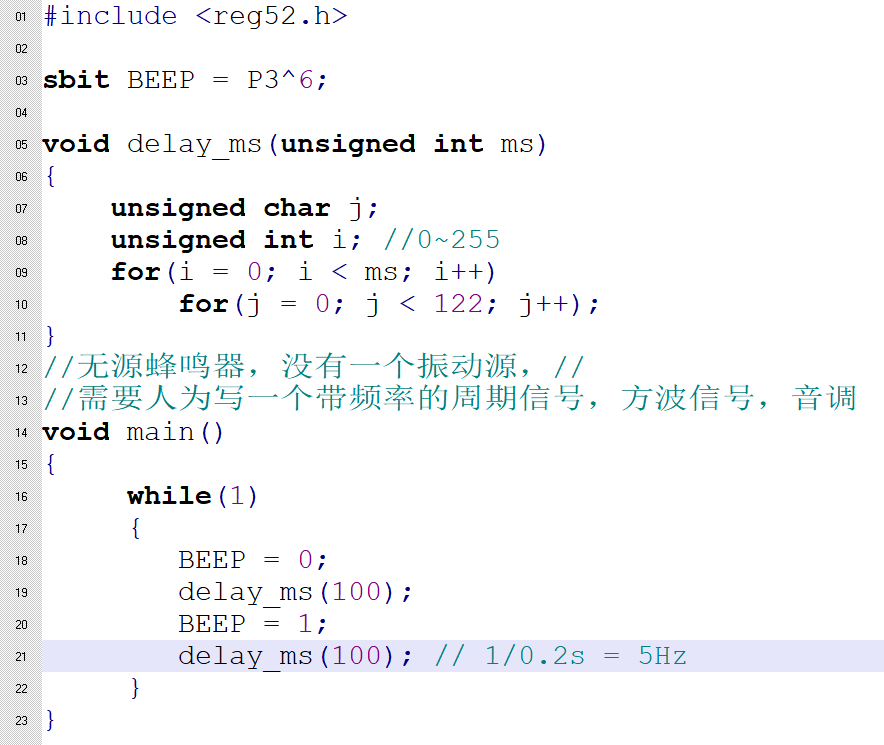 01 #include <reg52.h>
02
03 sbit BEEP = P3^6;
04
05 void delay_ms(unsigned int ms)
06 {
07     unsigned char j;
08     unsigned int i; //0~255
09     for(i = 0; i < ms; i++)
10         for(j = 0; j < 122; j++);
11 }
12 //无源蜂鸣器，没有一个振动源，//
13 //需要人为写一个带频率的周期信号，方波信号，音调
14 void main()
15 {
16      while(1)
17      {
18         BEEP = 0;
19         delay_ms(100);
20         BEEP = 1;
21         delay_ms(100); // 1/0.2s = 5Hz
22      }
23 }